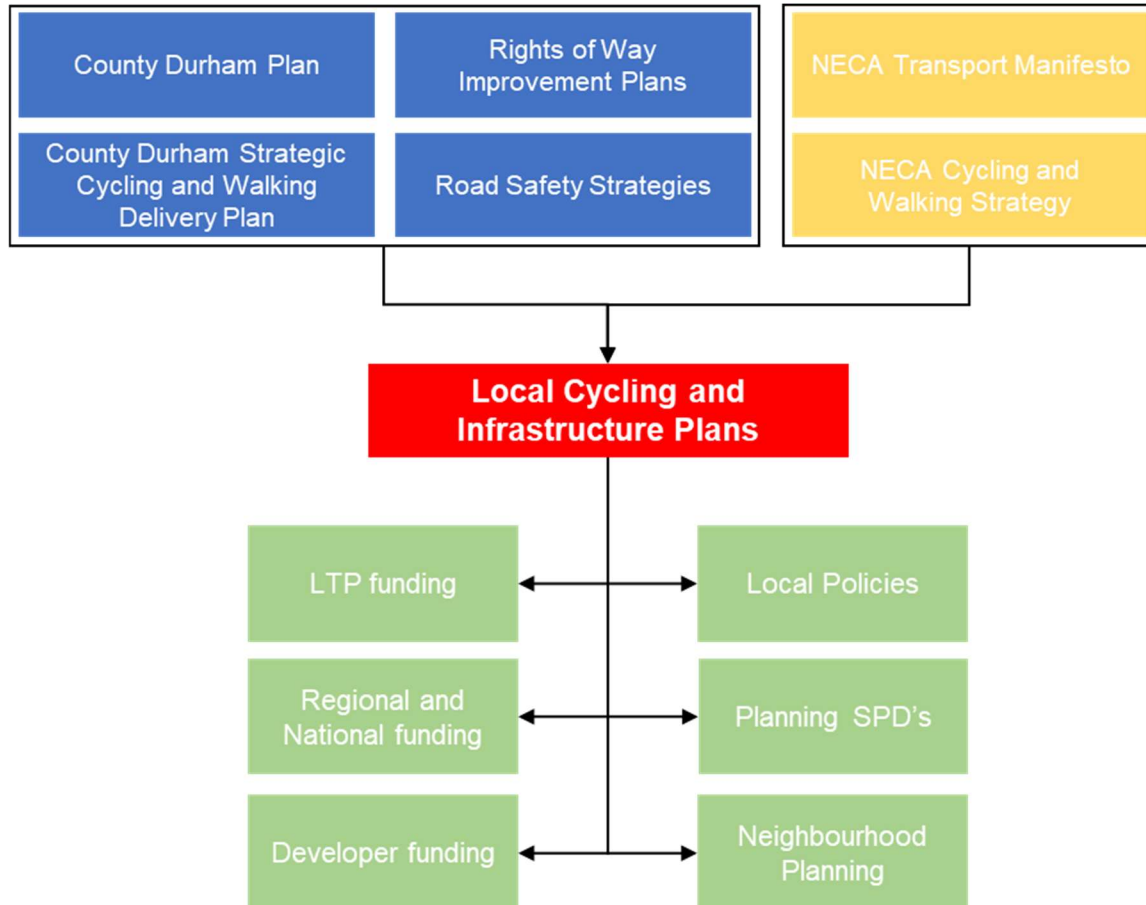 County Durham Plan
Rights of Way
Improvement Plans
NECA Transport Manifesto
County Durham Strategic
Cycling and Walking
Delivery Plan
Road Safety Strategies
NECA Cycling and
Walking Strategy
Local Cycling and
Infrastructure Plans
LTP funding
Local Policies
Regional and
National funding
Planning SPD's
Developer funding
Neighbourhood
Planning